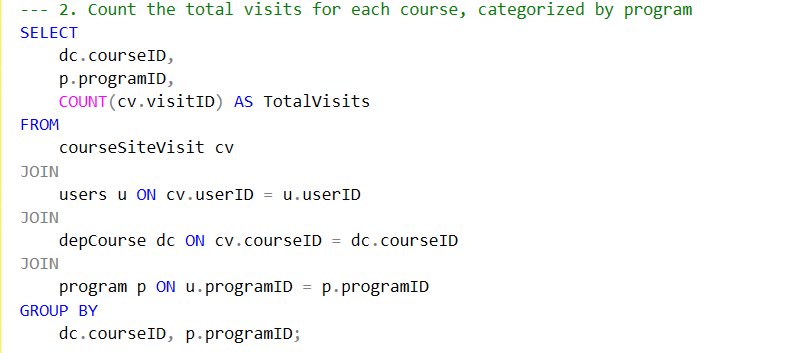 --- 2. Count the total visits for each course, categorized by program
SELECT
dc.courseID,
p.programID,
COUNT(cv.visitID) AS TotalVisits
FROM
courseSiteVisit cv
JOIN
users u ON cv.userID = u.userID
JOIN
depCourse dc ON cv.courseID = dc.courseID
JOIN
program p ON u.programID = p.programID
GROUP BY
dc.courseID, p.programID;